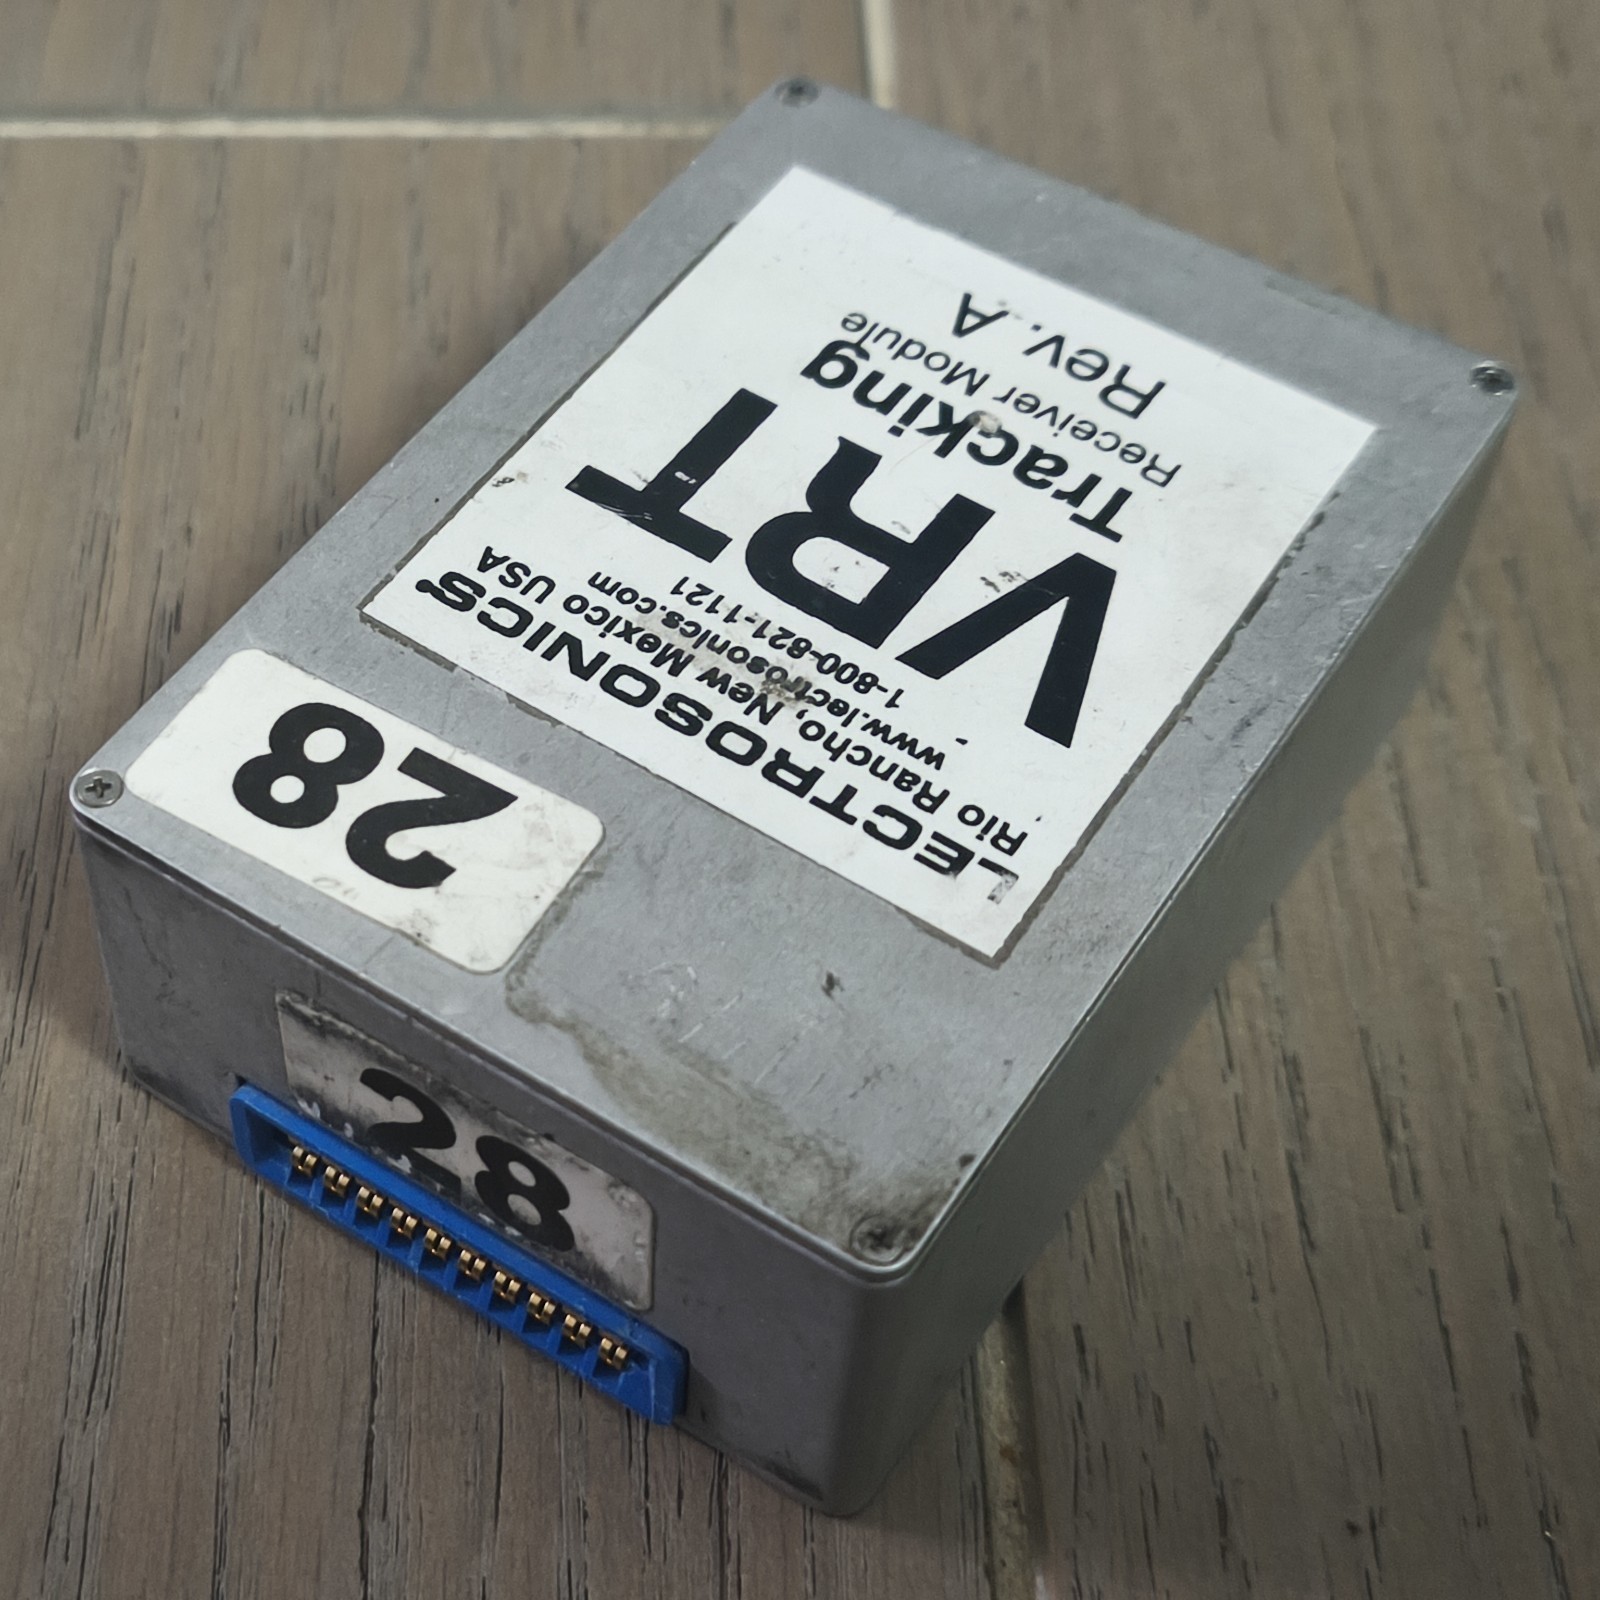 LECTROSONICS®
Rio Rancho, New Mexico USA
www.lectrosonics.com
1-800-821-1121
VRT
Tracking
Receiver Module
Rev. A
28
28